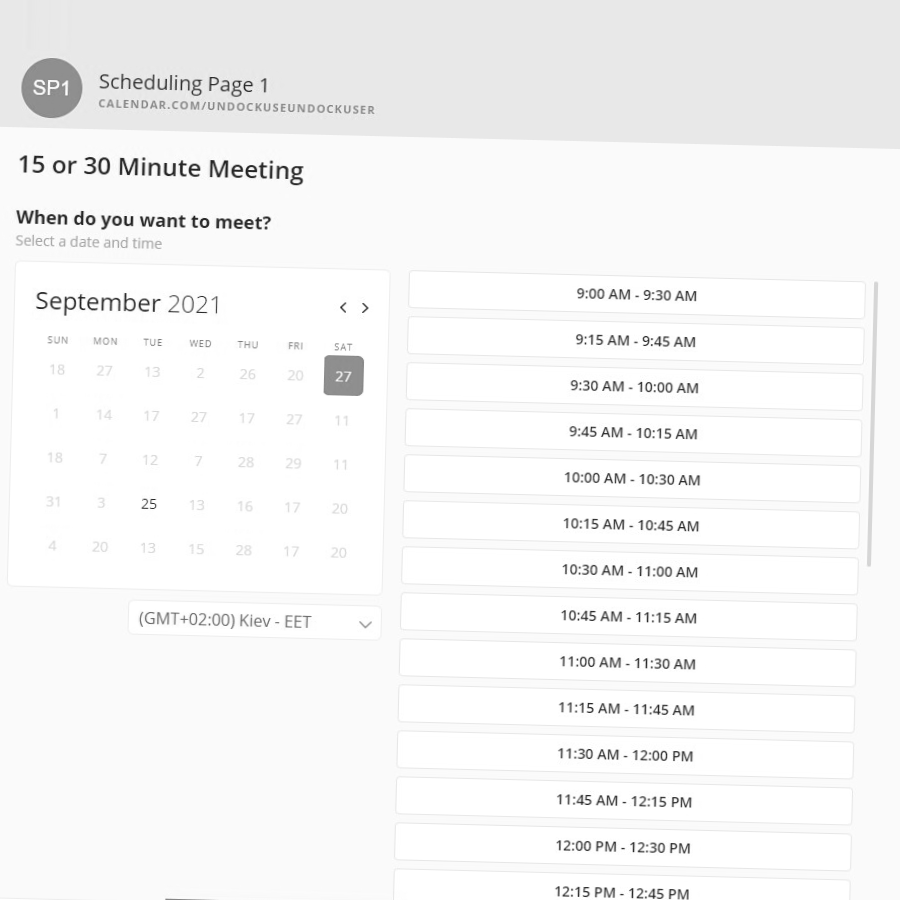 SP1
Scheduling Page 1
CALENDAR.COM/UNDOCKUSEUNDOCKUSER
15 or 30 Minute Meeting
When do you want to meet?
Select a date and time
September 2021
SUN MON TUE WED THU FRI SAT
18 27 13 2 26 20 27
1 14 17 27 17 27 11
18 7 12 7 28 29 11
31 3 25 13 16 17 20
4 20 13 15 28 17 20
(GMT+02:00) Kiev - EET
9:00 AM - 9:30 AM
9:15 AM - 9:45 AM
9:30 AM - 10:00 AM
9:45 AM - 10:15 AM
10:00 AM - 10:30 AM
10:15 AM - 10:45 AM
10:30 AM - 11:00 AM
10:45 AM - 11:15 AM
11:00 AM - 11:30 AM
11:15 AM - 11:45 AM
11:30 AM - 12:00 PM
11:45 AM - 12:15 PM
12:00 PM - 12:30 PM
12:15 PM - 12:45 PM